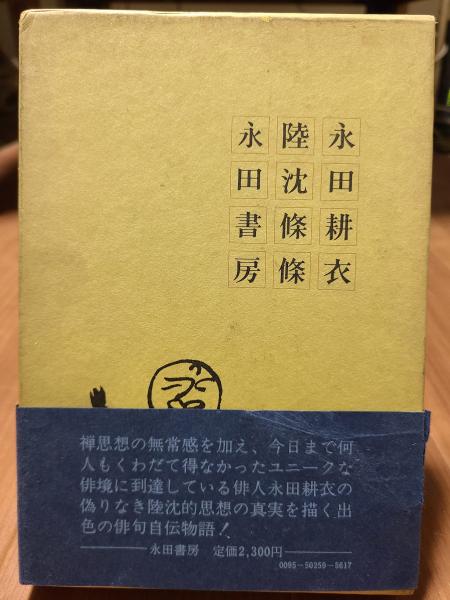 永田耕衣
陸沈條條
永田書房
禅思想の無常感を加え、今日まで何
人もくわだて得なかったユニークな
俳境に到達している俳人永田耕衣の
偽りなき陸沈的思想の真実を描く出
色の俳句自伝物語!
永田書房 定価2,300円
0095-50259-5617